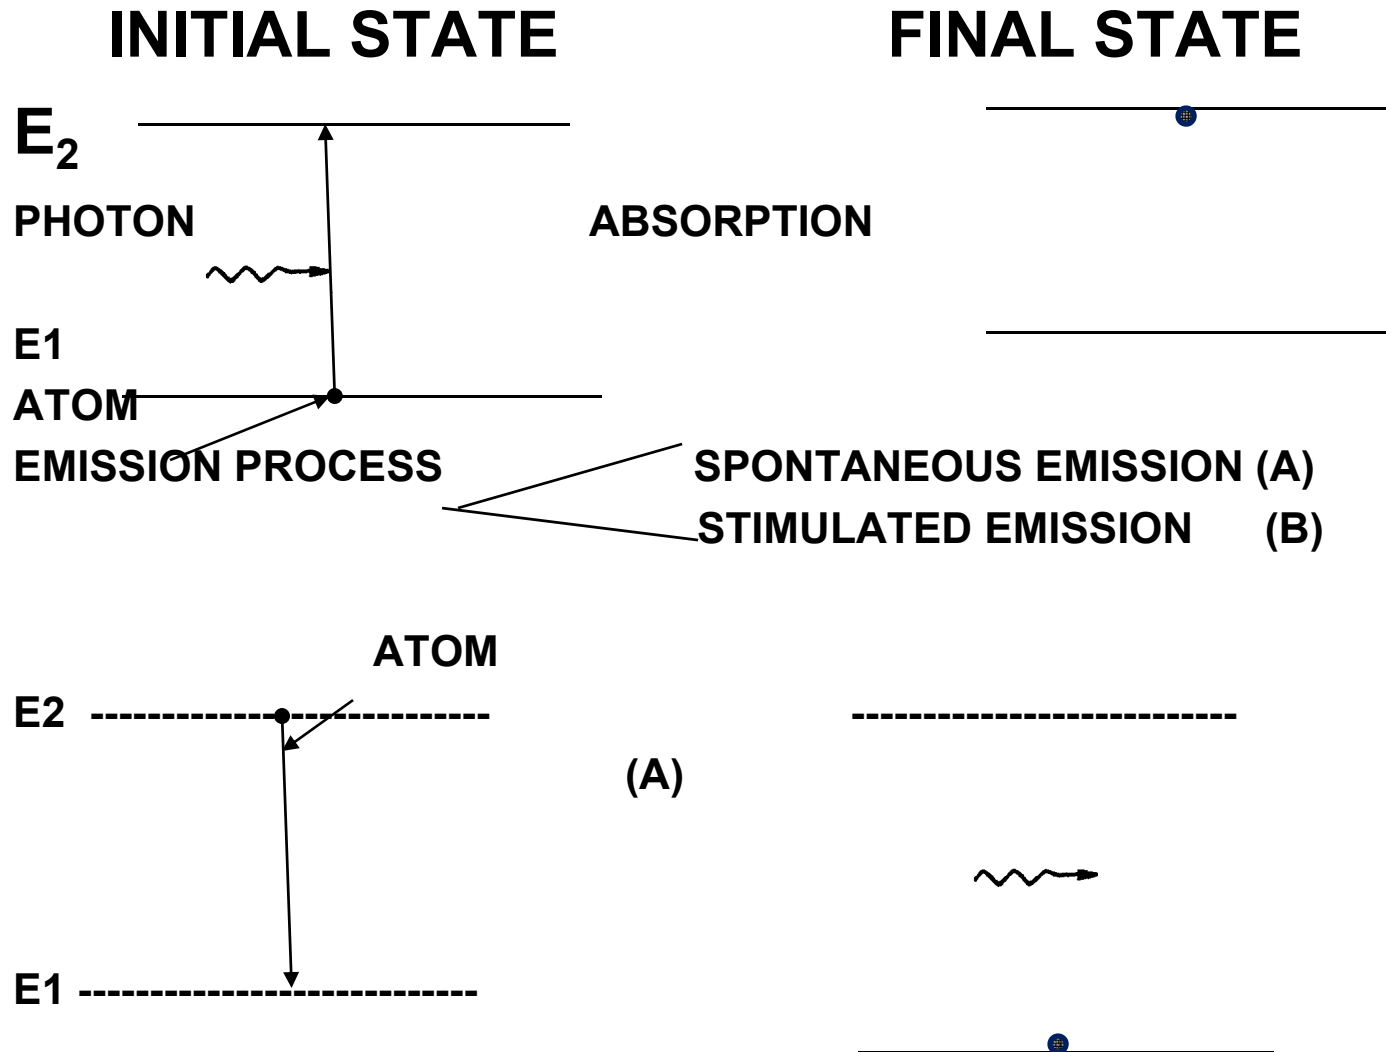 INITIAL STATE FINAL STATE
E₂
PHOTON ABSORPTION
E1
ATOM
EMISSION PROCESS SPONTANEOUS EMISSION (A)
STIMULATED EMISSION (B)
ATOM
E2 ---------------------------- ---------------------------
(A)
E1 ----------------------------